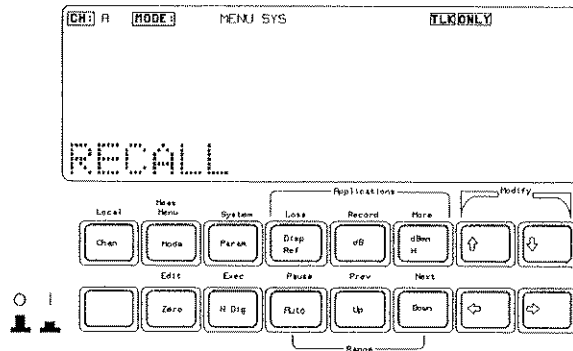 CH: A MODE: MENU SYS TLK ONLY
RECALL
Applications Modify
Local Meas Menu System Loss Record More
Chan Mode Param Disp Ref dB dBm W
Edit Exec Pause Prev Next
Zero N Dig Auto Up Down
Range